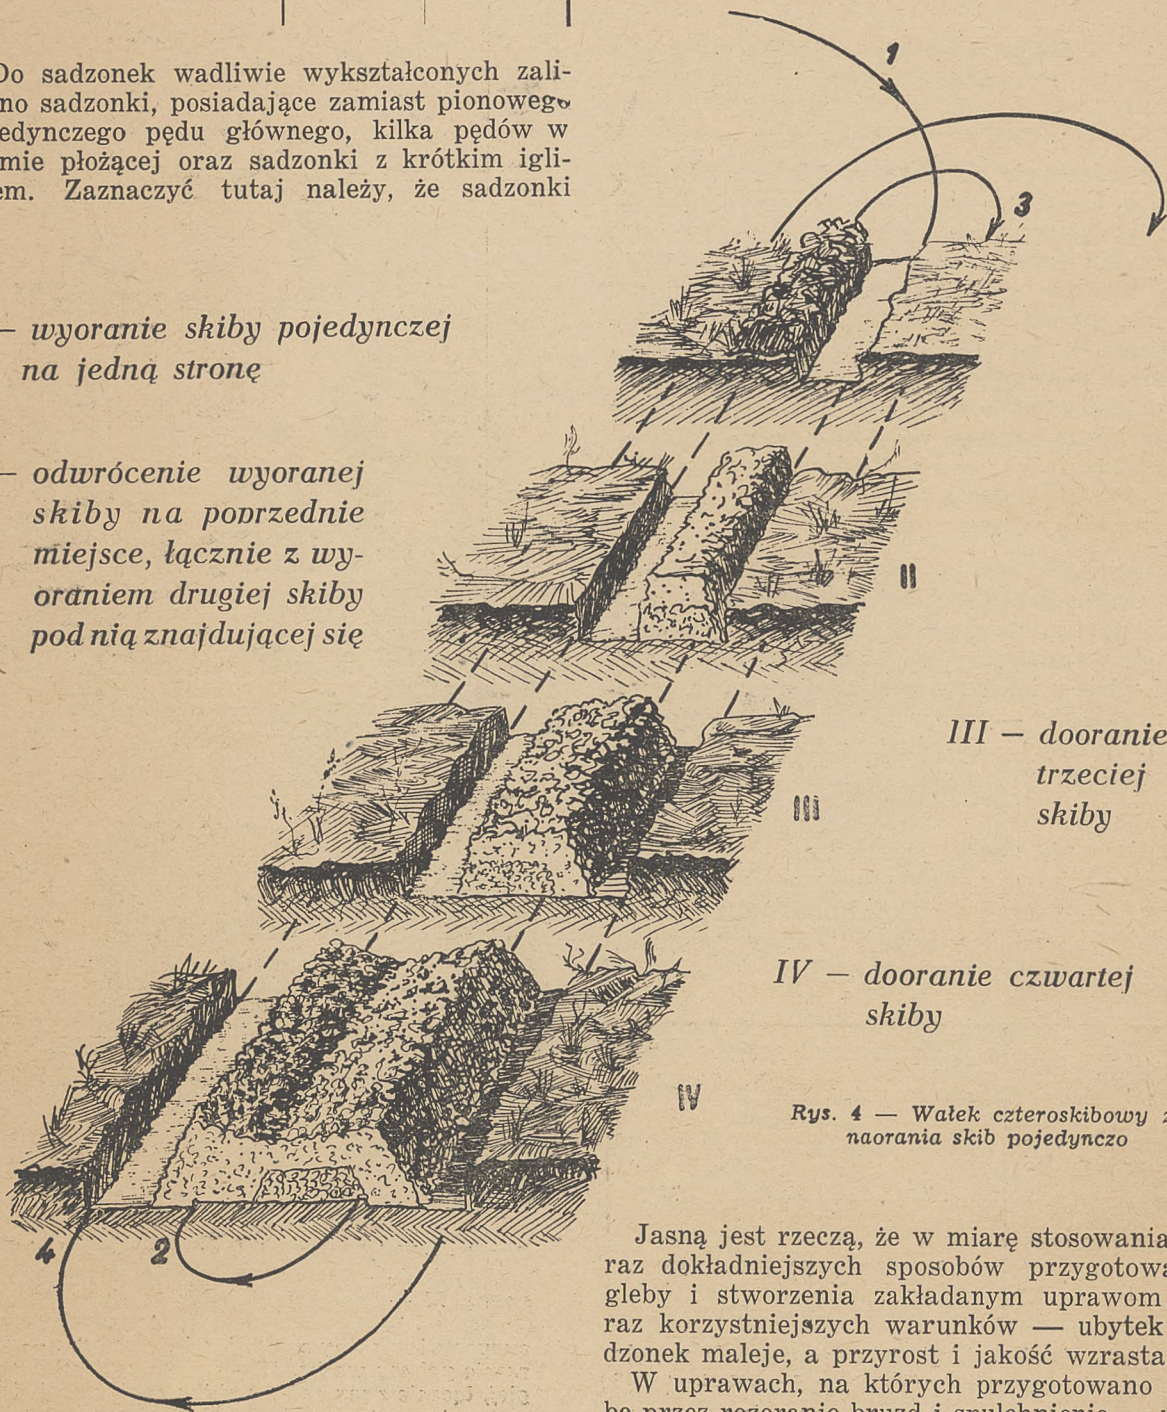 Do sadzonek wadliwie wykształconych zali-
no sadzonki, posiadające zamiast pionowego
edynczego pędu głównego, kilka pędów w
mie płożącej oraz sadzonki z krótkim igli-
em. Zaznaczyć tutaj należy, że sadzonki
1
3
— wyoranie skiby pojedynczej
na jedną stronę
— odwrócenie wyoranej
skiby na poprzednie
miejsce, łącznie z wy-
oraniem drugiej skiby
pod nią znajdującej się
II
III — dooranie
trzeciej
skiby
III
IV — dooranie czwartej
skiby
IV
Rys. 4 — Wałek czteroskibowy z
naorania skib pojedynczo
4 2
Jasną jest rzeczą, że w miarę stosowania
raz dokładniejszych sposobów przygotowa
gleby i stworzenia zakładanym uprawom
raz korzystniejszych warunków — ubytek
dzonek maleje, a przyrost i jakość wzrasta
W uprawach, na których przygotowano